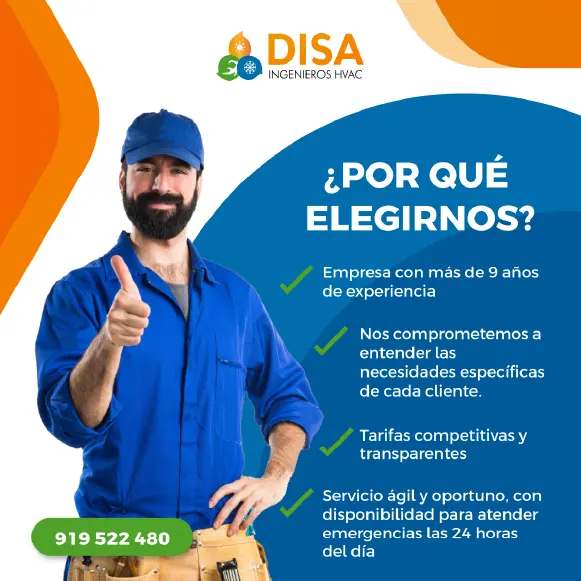 DISA
INGENIEROS HVAC
¿POR QUÉ
ELEGIRNOS?
Empresa con más de 9 años
de experiencia
Nos comprometemos a
entender las
necesidades específicas
de cada cliente.
Tarifas competitivas y
transparentes
Servicio ágil y oportuno, con
disponibilidad para atender
emergencias las 24 horas
del día
919 522 480